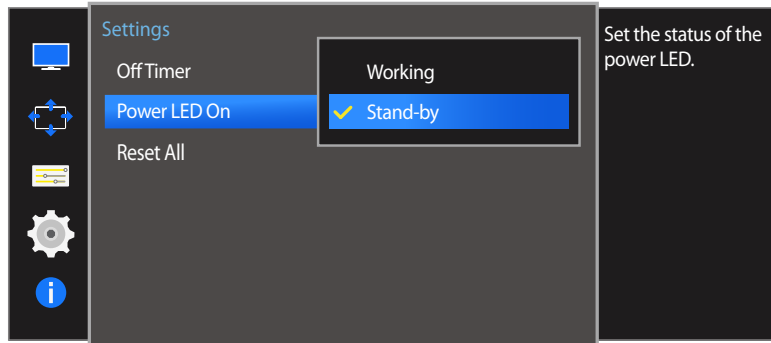 Settings
Off Timer
Power LED On
Reset All
Working
Stand-by
Set the status of the
power LED.